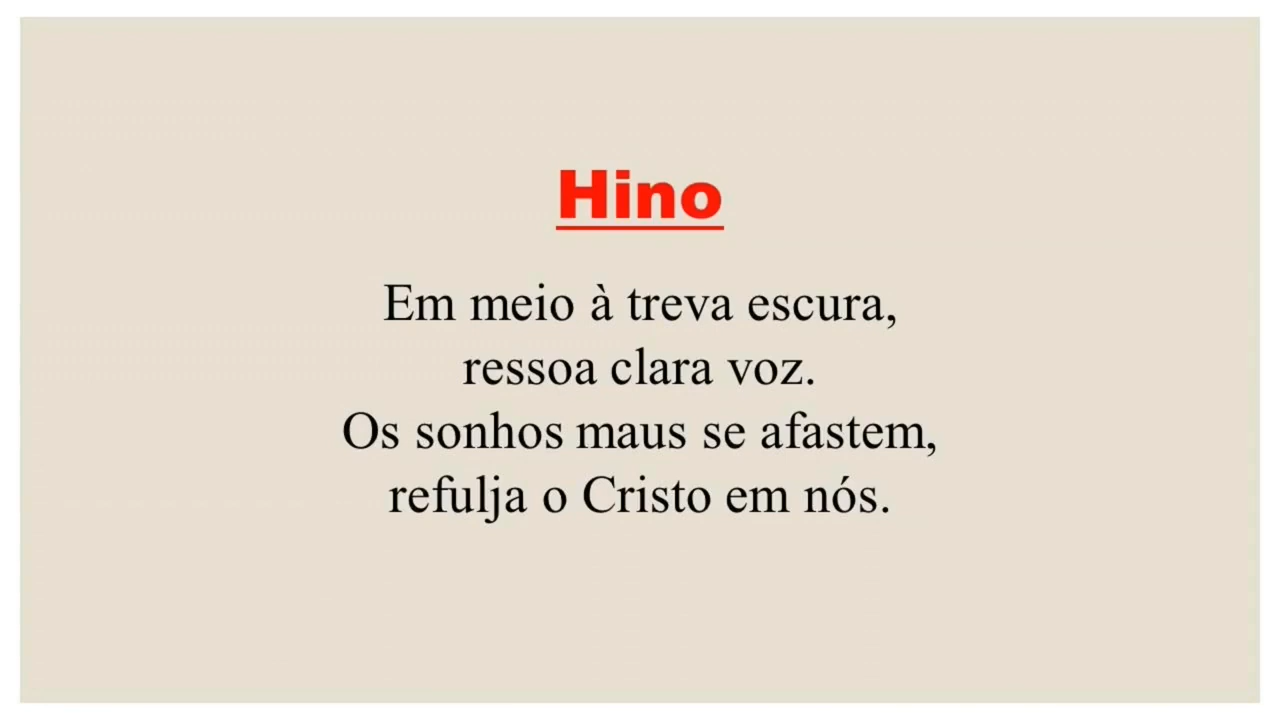 Hino
Em meio à treva escura,
ressoa clara voz.
Os sonhos maus se afastem,
refulja o Cristo em nós.